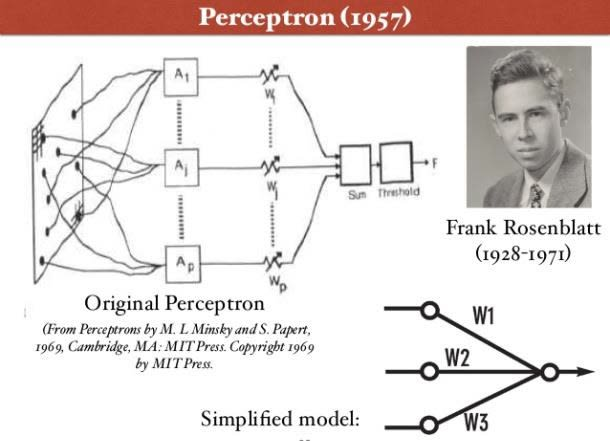 Perceptron (1957)
A1
W1
Aj
Wj
Sum Threshold
F
Ap
Wp
Frank Rosenblatt
(1928-1971)
Original Perceptron
(From Perceptrons by M. L Minsky and S. Papert,
1969, Cambridge, MA: MIT Press. Copyright 1969
by MIT Press.
W1
W2
W3
Simplified model: